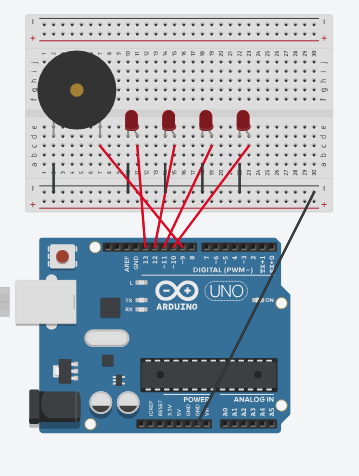 f g h i j
f g h i j
a b c d e
a b c d e
AREF
GND
13
12
~11
~10
~9
8
7
~6
~5
4
~3
2
TX→1
RX←0
DIGITAL (PWM~)
L
TX
RX
UNO
ON
ARDUINO
POWER
ANALOG IN
IOREF
RESET
3.3V
5V
GND
GND
A0
A1
A2
A3
A4
A5